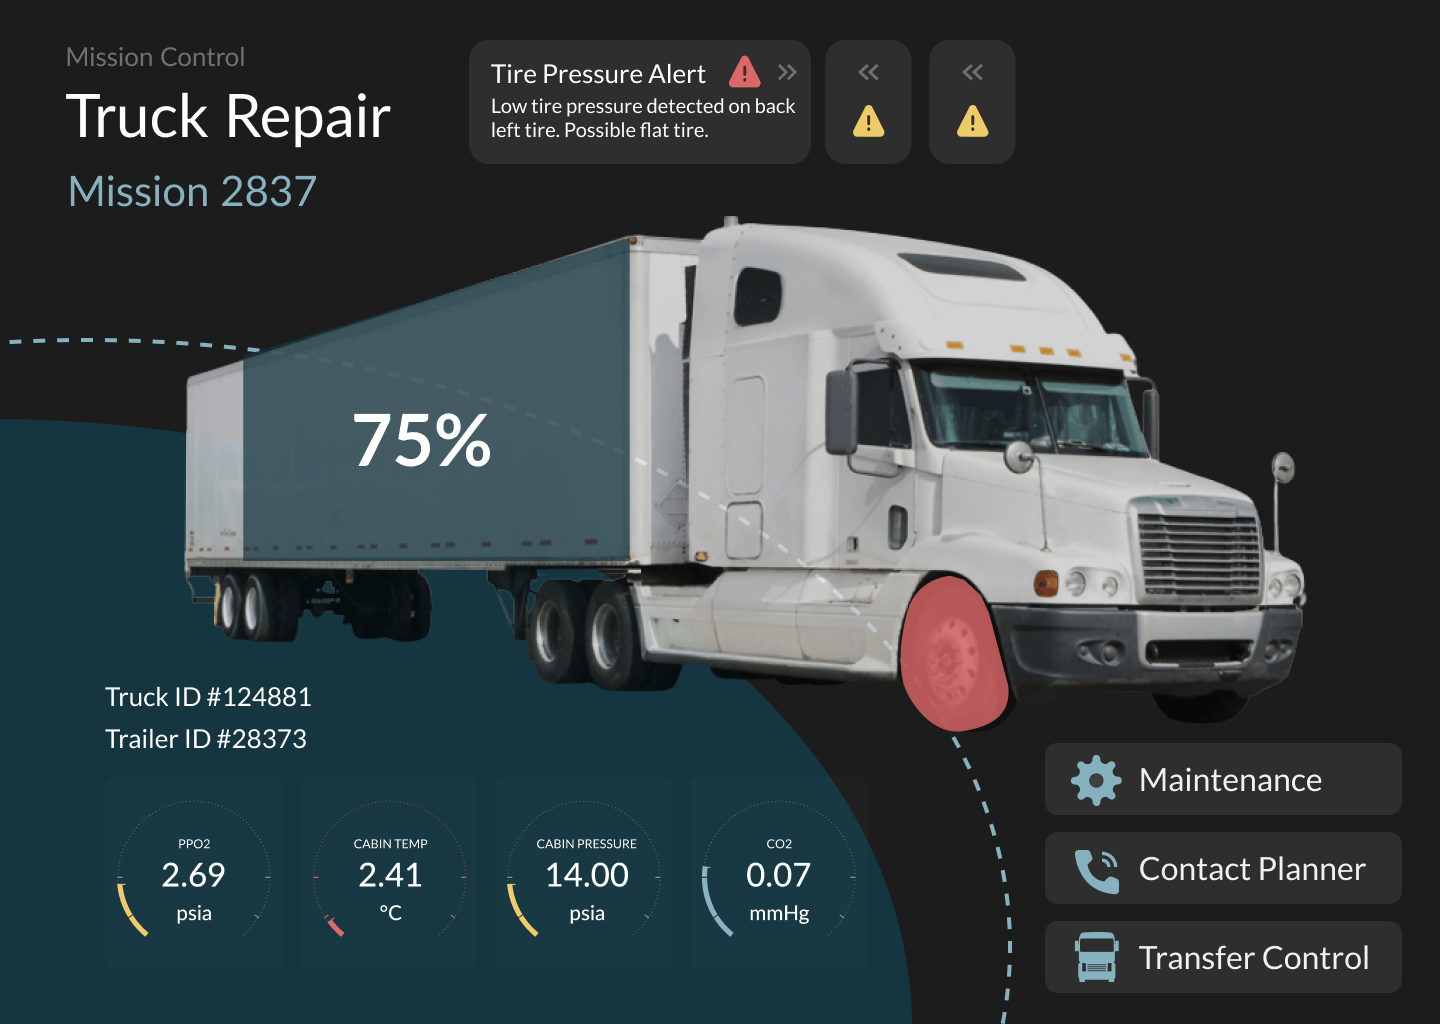 Mission Control
Truck Repair
Mission 2837
Tire Pressure Alert
Low tire pressure detected on back
left tire. Possible flat tire.
75%
Truck ID #124881
Trailer ID #28373
PPO2
2.69
psia
CABIN TEMP
2.41
°C
CABIN PRESSURE
14.00
psia
CO2
0.07
mmHg
Maintenance
Contact Planner
Transfer Control